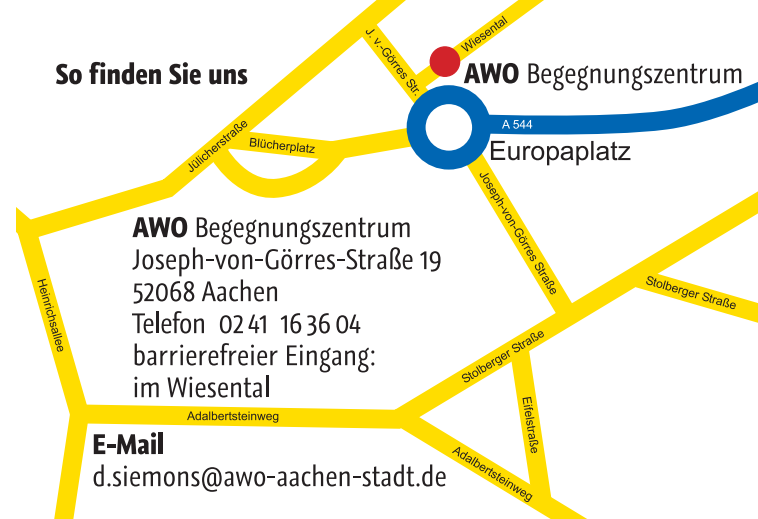 So finden Sie uns
J. v.-Görres Str.
Wiesental
AWO Begegnungszentrum
A 544
Europaplatz
Jülicherstraße
Blücherplatz
Joseph-von-Görres Straße
AWO Begegnungszentrum
Joseph-von-Görres-Straße 19
52068 Aachen
Telefon 02 41 16 36 04
barrierefreier Eingang:
im Wiesental
Heinrichsallee
Stolberger Straße
Stolberger Straße
Eifelstraße
Adalbertsteinweg
Adalbertsteinweg
E-Mail
d.siemons@awo-aachen-stadt.de